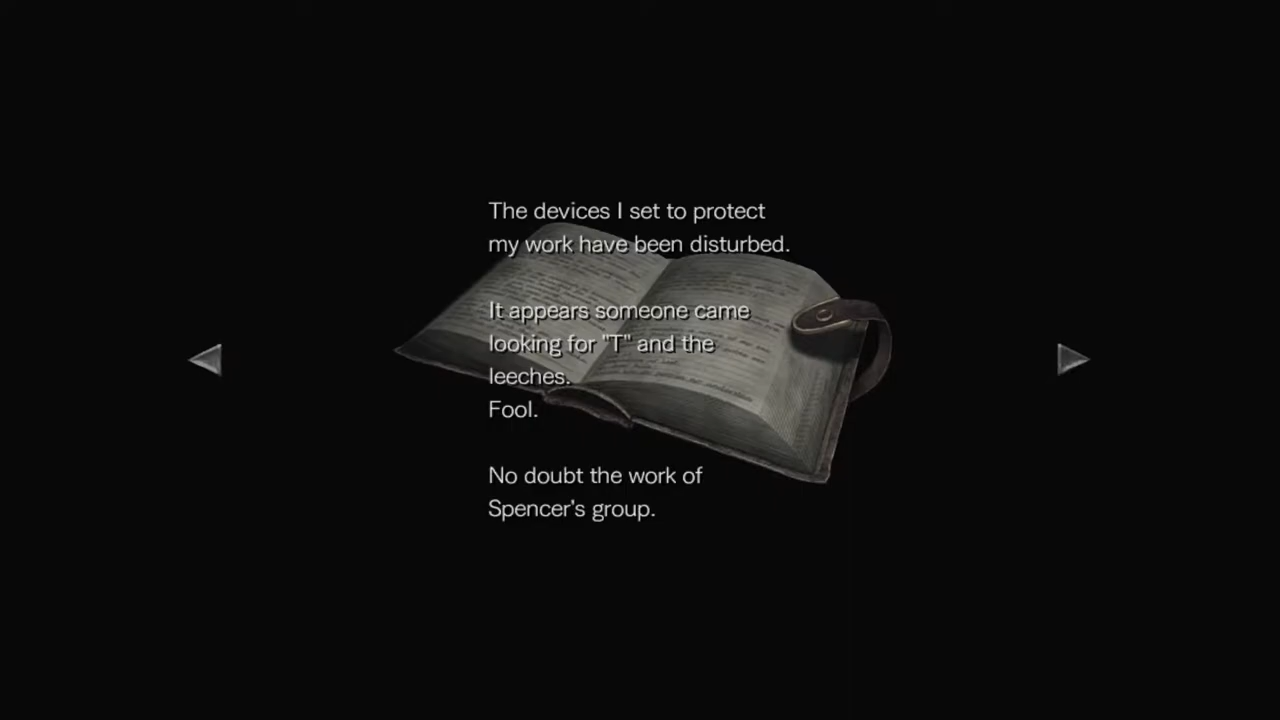 The devices I set to protect
my work have been disturbed.
It appears someone came
looking for "T" and the
leeches.
Fool.
No doubt the work of
Spencer's group.